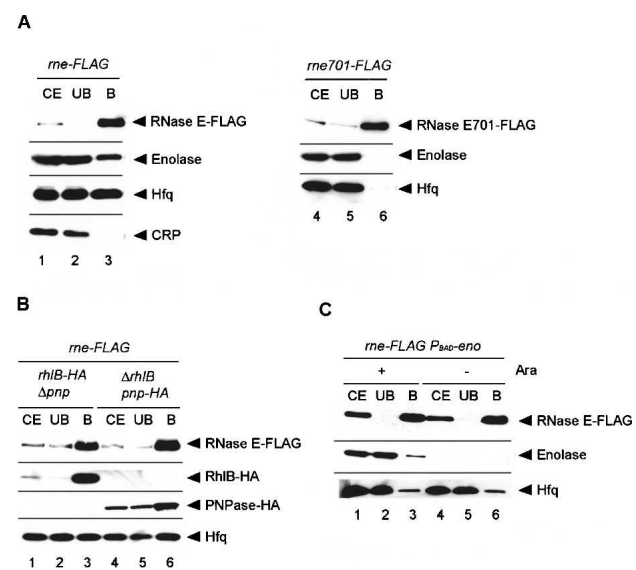 A
rne-FLAG
CE UB B
◄ RNase E-FLAG
◄ Enolase
◄ Hfq
◄ CRP
1 2 3
rne701-FLAG
CE UB B
◄ RNase E701-FLAG
◄ Enolase
◄ Hfq
4 5 6
B
rne-FLAG
rhlB-HA ΔrhlB
Δpnp pnp-HA
CE UB B CE UB B
◄ RNase E-FLAG
◄ RhlB-HA
◄ PNPase-HA
◄ Hfq
1 2 3 4 5 6
C
rne-FLAG PBAD-eno
+ - Ara
CE UB B CE UB B
◄ RNase E-FLAG
◄ Enolase
◄ Hfq
1 2 3 4 5 6